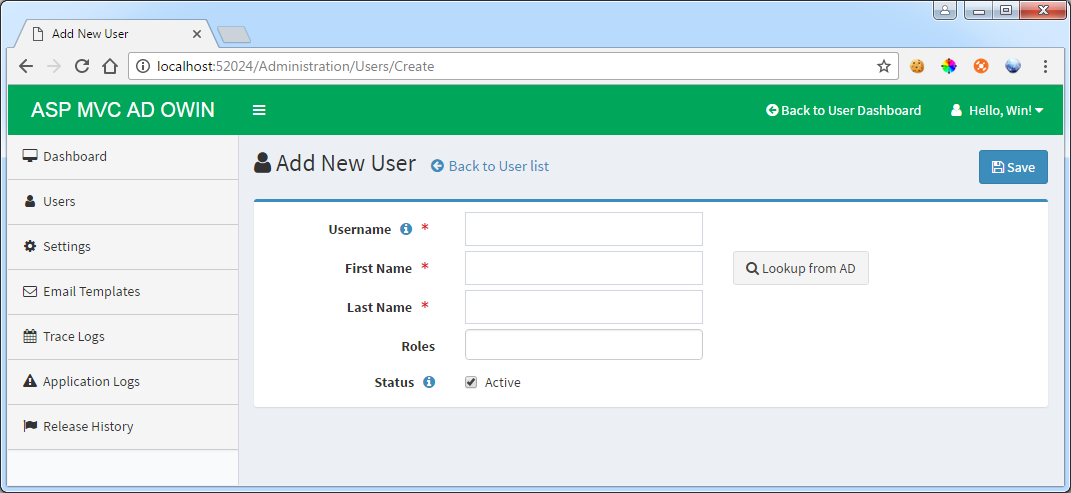 Add New User
localhost:52024/Administration/Users/Create
ASP MVC AD OWIN
Back to User Dashboard
Hello, Win!
Dashboard
Users
Settings
Email Templates
Trace Logs
Application Logs
Release History
Add New User
Back to User list
Save
Username *
First Name *
Lookup from AD
Last Name *
Roles
Status
Active